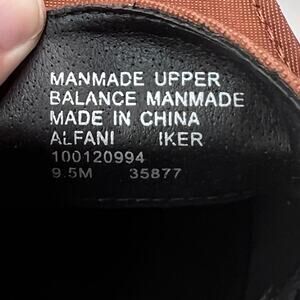 MANMADE UPPER
BALANCE MANMADE
MADE IN CHINA
ALFANI IKER
100120994
9.5M 35877